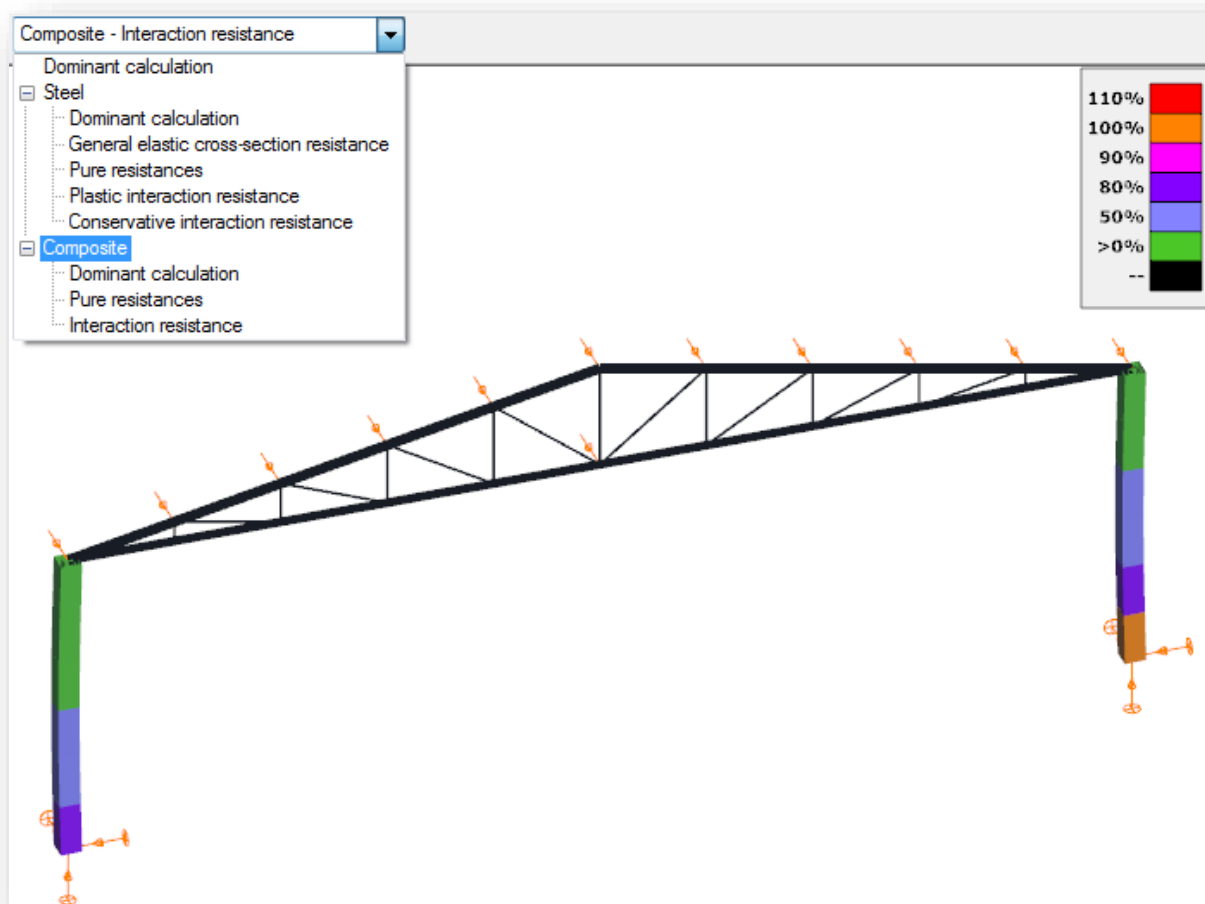 Composite - Interaction resistance
Dominant calculation
Steel
Dominant calculation
General elastic cross-section resistance
Pure resistances
Plastic interaction resistance
Conservative interaction resistance
Composite
Dominant calculation
Pure resistances
Interaction resistance
110%
100%
90%
80%
50%
>0%
--